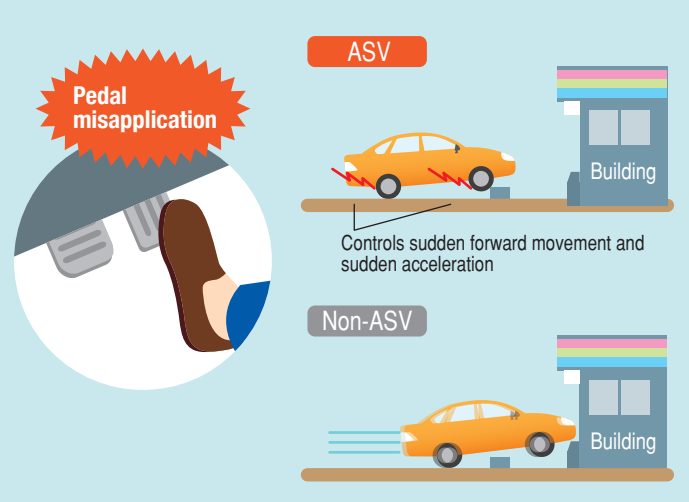 Pedal
misapplication
ASV
Building
Controls sudden forward movement and
sudden acceleration
Non-ASV
Building